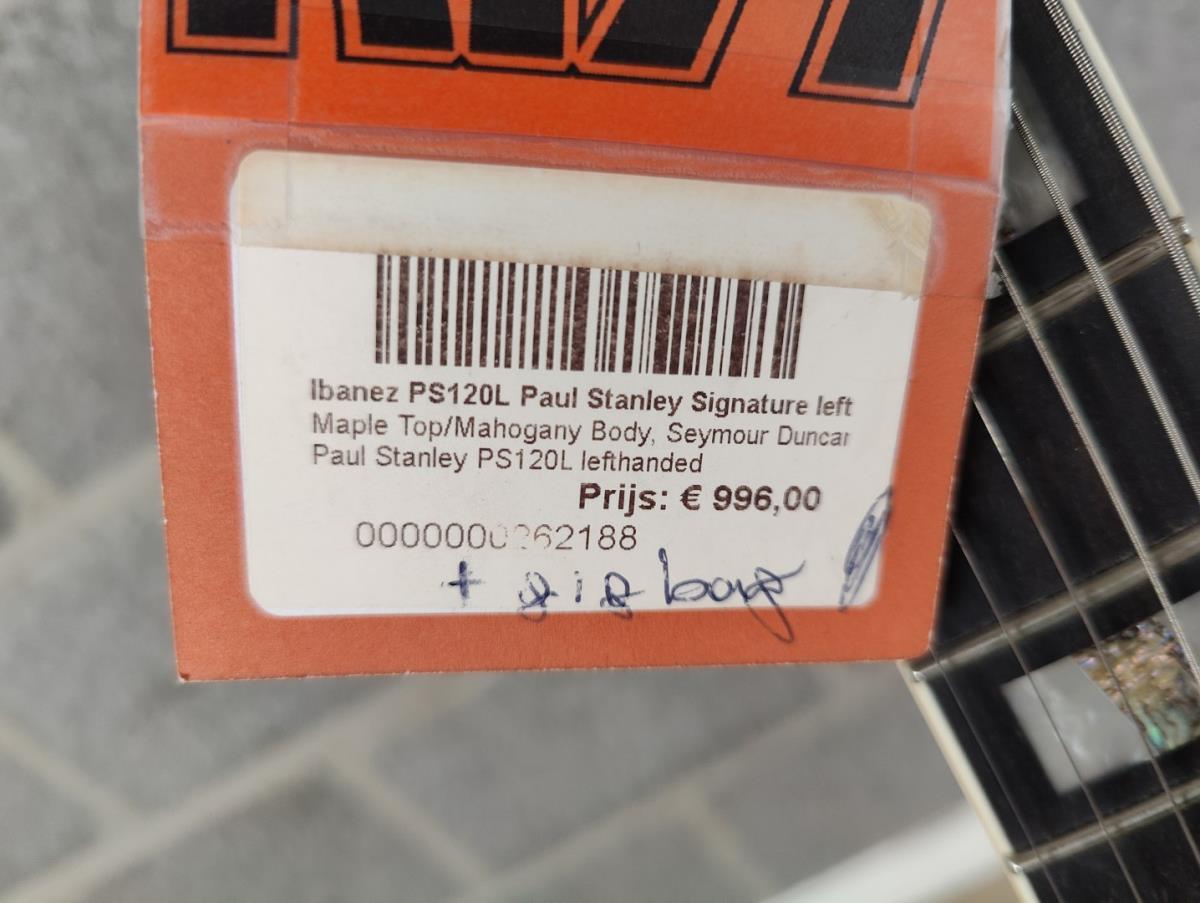 Ibanez PS120L Paul Stanley Signature left
Maple Top/Mahogany Body, Seymour Duncan
Paul Stanley PS120L lefthanded
Prijs: € 996,00
0000000262188
+ gig bag